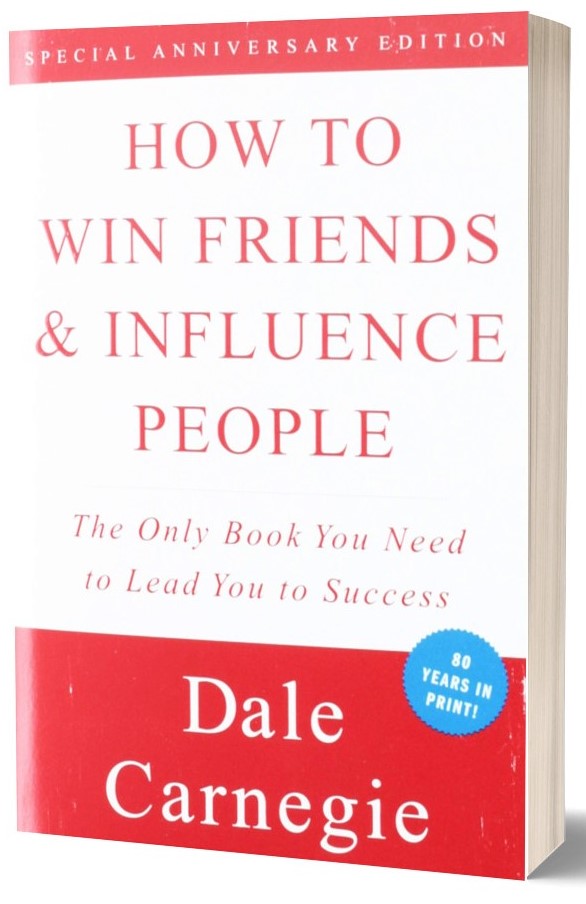 SPECIAL ANNIVERSARY EDITION
HOW TO
WIN FRIENDS
& INFLUENCE
PEOPLE
The Only Book You Need
to Lead You to Success
80
YEARS IN
PRINT!
Dale
Carnegie